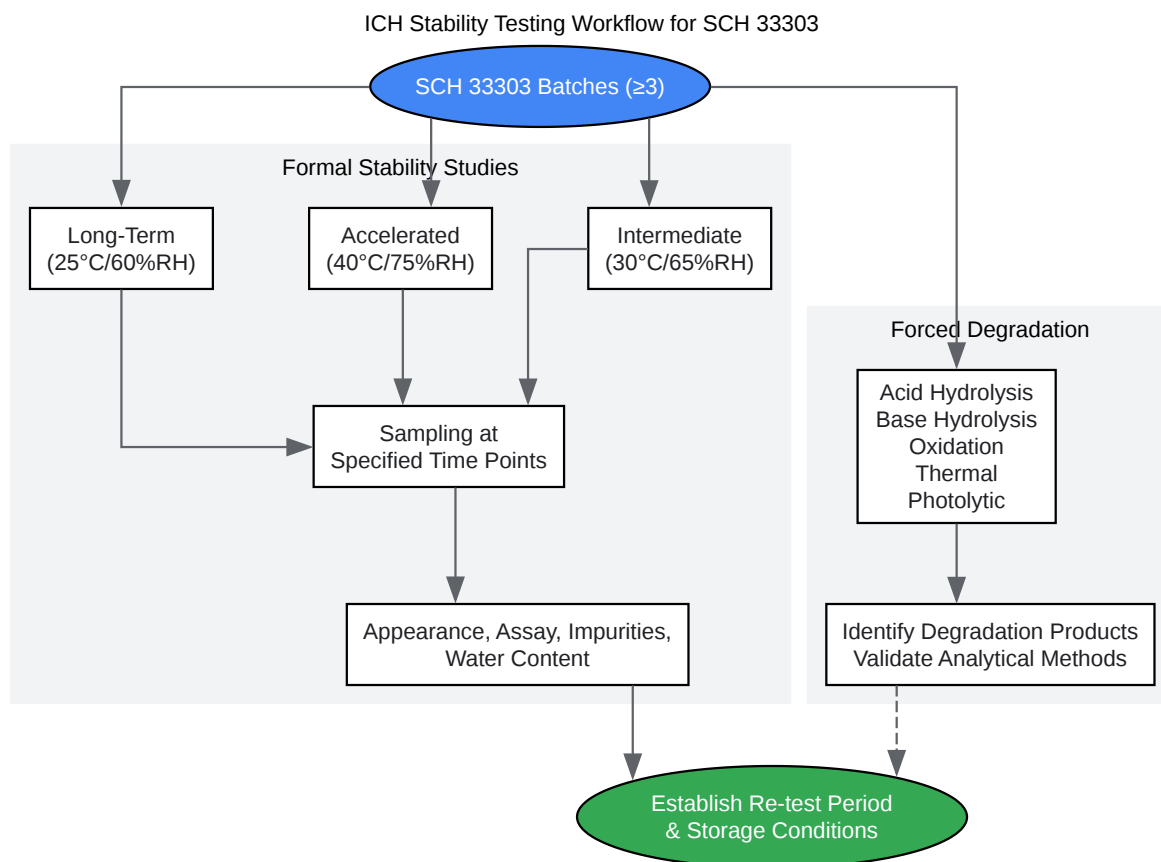 ICH Stability Testing Workflow for SCH 33303
SCH 33303 Batches (≥3)
Formal Stability Studies
Long-Term
(25°C/60%RH)
Accelerated
(40°C/75%RH)
Intermediate
(30°C/65%RH)
Sampling at
Specified Time Points
Appearance, Assay, Impurities,
Water Content
Forced Degradation
Acid Hydrolysis
Base Hydrolysis
Oxidation
Thermal
Photolytic
Identify Degradation Products
Validate Analytical Methods
Establish Re-test Period
& Storage Conditions